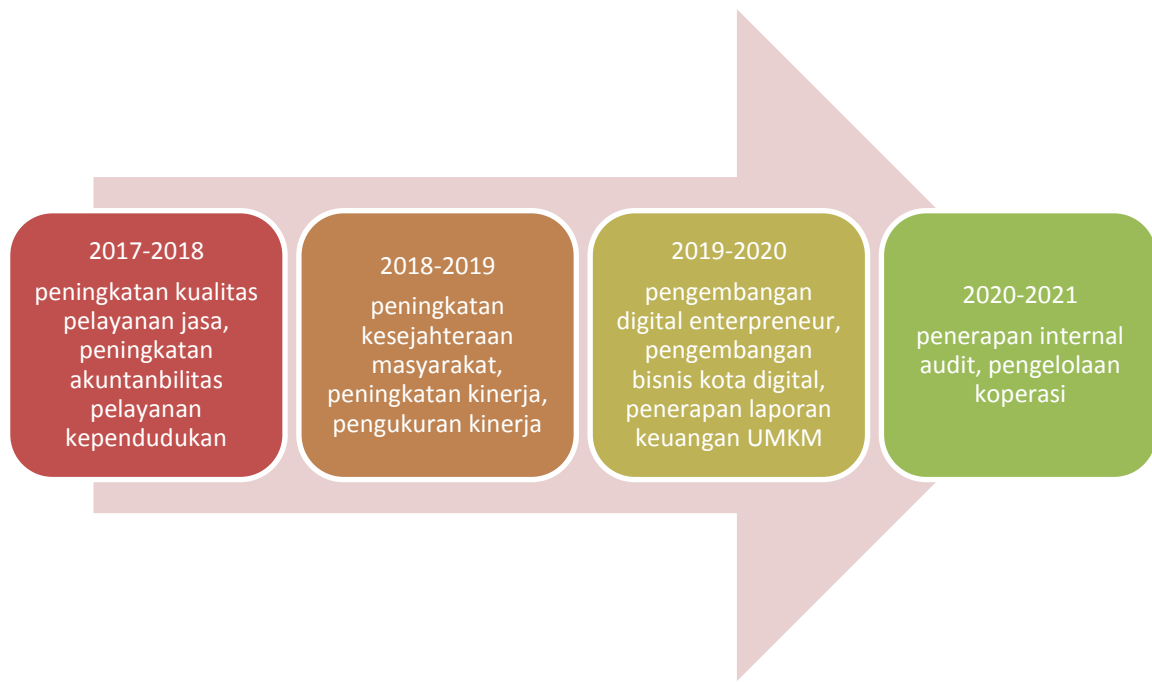 2017-2018
peningkatan kualitas
pelayanan jasa,
peningkatan
akuntanbilitas
pelayanan
kependudukan
2018-2019
peningkatan
kesejahteraan
masyarakat,
peningkatan kinerja,
pengukuran kinerja
2019-2020
pengembangan
digital enterpreneur,
pengembangan
bisnis kota digital,
penerapan laporan
keuangan UMKM
2020-2021
penerapan internal
audit, pengelolaan
koperasi